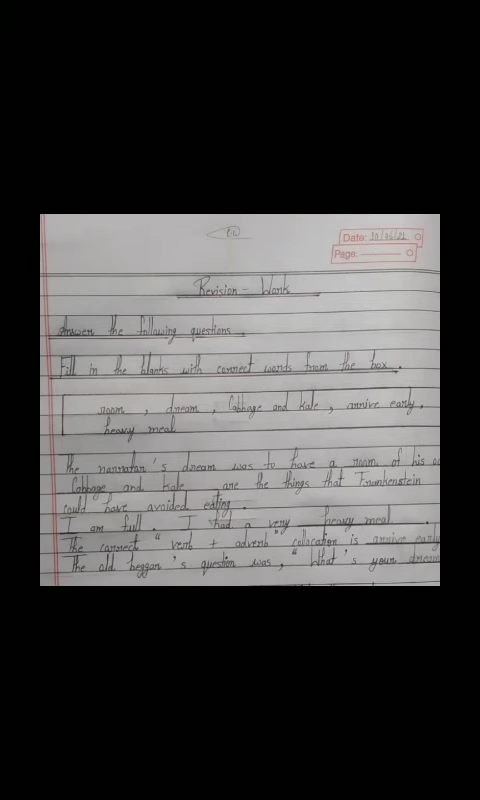 CW
Date: 10/06/21
Page:
Revision - Work
Answer the following questions.
Fill in the blanks with correct words from the box.
room, dream, Cabbage and Kale, arrive early,
heavy meal
The narrator's dream was to have a room of his
Cabbage and Kale are the things that Frankenstein
could have avoided eating.
I am full. I had a very heavy meal.
The correct "verb + adverb" collocation is arrive early
The old beggar's question was, "What's your dream